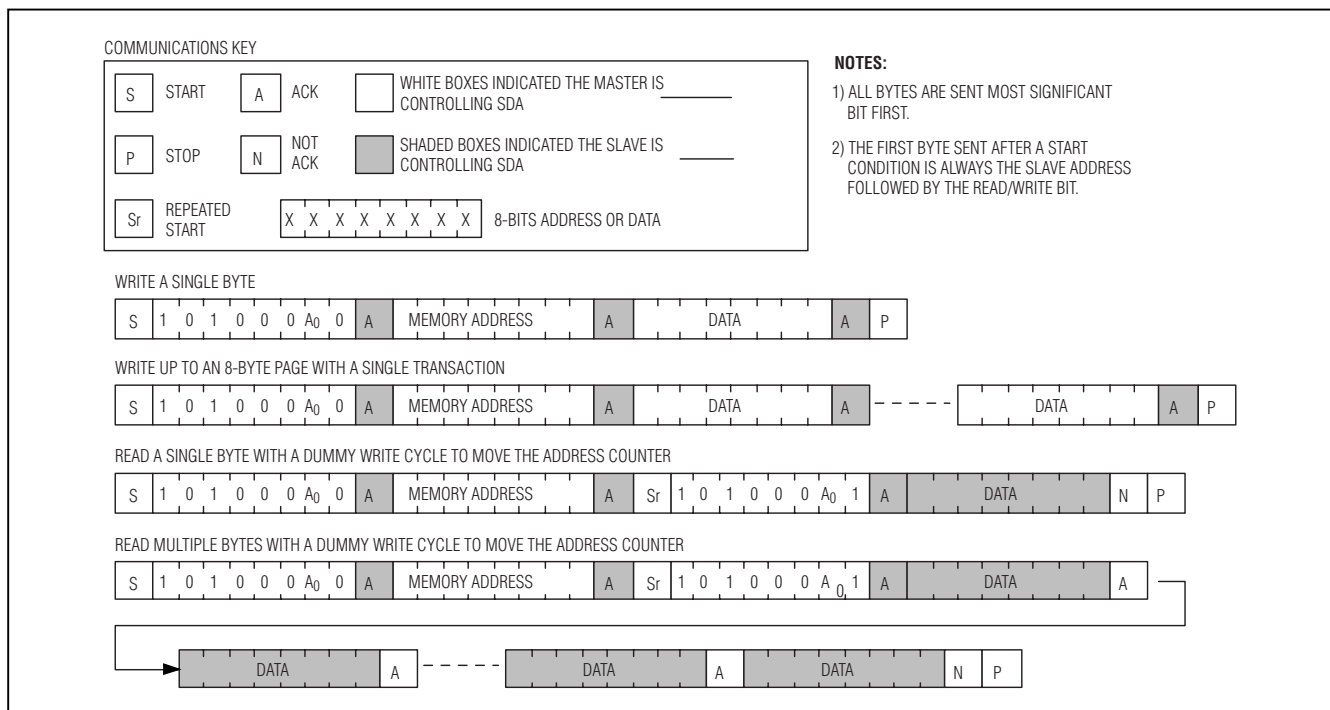 COMMUNICATIONS KEY
S START A ACK WHITE BOXES INDICATED THE MASTER IS
CONTROLLING SDA
P STOP N NOT
ACK
SHADED BOXES INDICATED THE SLAVE IS
CONTROLLING SDA
Sr REPEATED
START
X X X X X X X X 8-BITS ADDRESS OR DATA
NOTES:
1) ALL BYTES ARE SENT MOST SIGNIFICANT
BIT FIRST.
2) THE FIRST BYTE SENT AFTER A START
CONDITION IS ALWAYS THE SLAVE ADDRESS
FOLLOWED BY THE READ/WRITE BIT.
WRITE A SINGLE BYTE
S 1 0 1 0 0 0 A0 0 A MEMORY ADDRESS A DATA A P
WRITE UP TO AN 8-BYTE PAGE WITH A SINGLE TRANSACTION
S 1 0 1 0 0 0 A0 0 A MEMORY ADDRESS A DATA A DATA A P
READ A SINGLE BYTE WITH A DUMMY WRITE CYCLE TO MOVE THE ADDRESS COUNTER
S 1 0 1 0 0 0 A0 0 A MEMORY ADDRESS A Sr 1 0 1 0 0 0 A0 1 A DATA N P
READ MULTIPLE BYTES WITH A DUMMY WRITE CYCLE TO MOVE THE ADDRESS COUNTER
S 1 0 1 0 0 0 A0 0 A MEMORY ADDRESS A Sr 1 0 1 0 0 0 A0 1 A DATA A
DATA A DATA A DATA N P